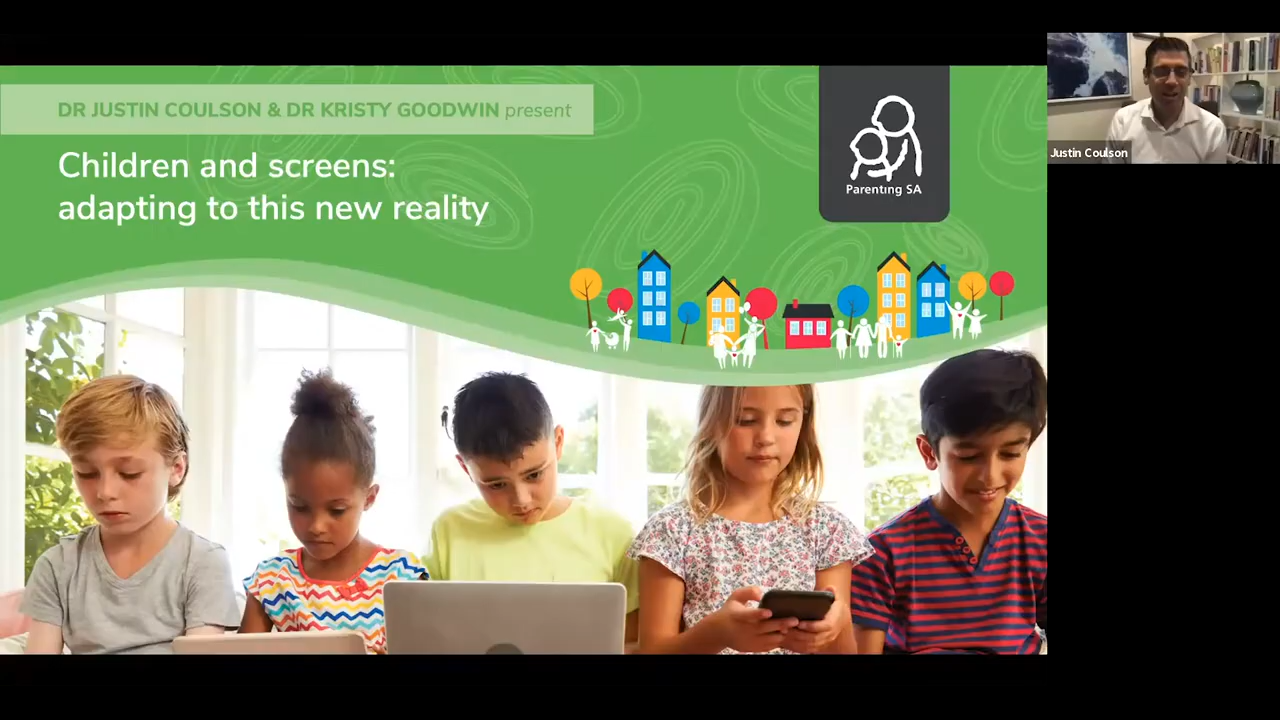 DR JUSTIN COULSON & DR KRISTY GOODWIN present
Children and screens:
adapting to this new reality
Parenting SA
Justin Coulson